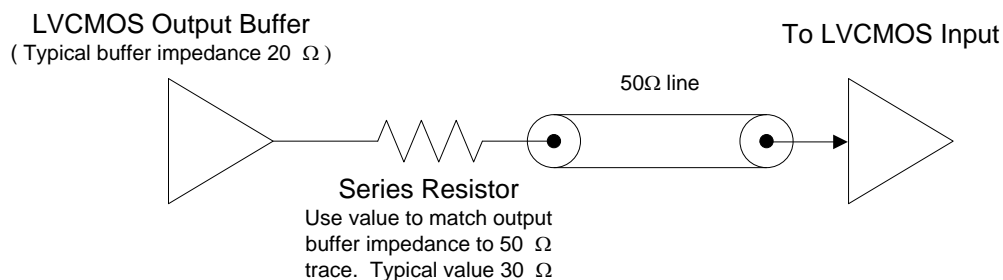 LVCMOS Output Buffer
( Typical buffer impedance 20 Ω )
To LVCMOS Input
50Ω line
Series Resistor
Use value to match output
buffer impedance to 50 Ω
trace. Typical value 30 Ω